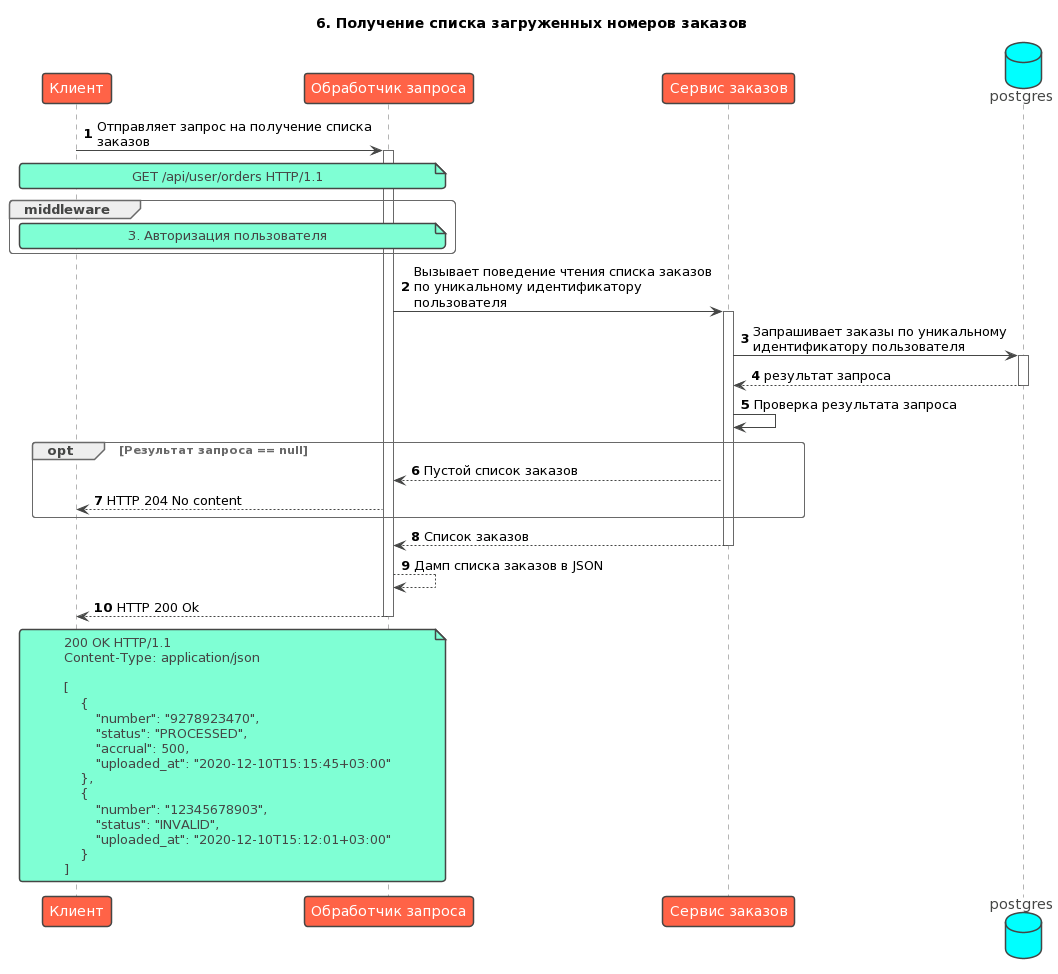 6. Получение списка загруженных номеров заказов
postgres
Клиент
Обработчик запроса
Сервис заказов
1 Отправляет запрос на получение списка
заказов
GET /api/user/orders HTTP/1.1
middleware
3. Авторизация пользователя
2 Вызывает поведение чтения списка заказов
по уникальному идентификатору
пользователя
3 Запрашивает заказы по уникальному
идентификатору пользователя
4 результат запроса
5 Проверка результата запроса
opt [Результат запроса == null]
6 Пустой список заказов
7 HTTP 204 No content
8 Список заказов
9 Дамп списка заказов в JSON
10 HTTP 200 Ok
200 OK HTTP/1.1
Content-Type: application/json
[
{
"number": "9278923470",
"status": "PROCESSED",
"accrual": 500,
"uploaded_at": "2020-12-10T15:15:45+03:00"
},
{
"number": "12345678903",
"status": "INVALID",
"uploaded_at": "2020-12-10T15:12:01+03:00"
}
]
Клиент
Обработчик запроса
Сервис заказов
postgres